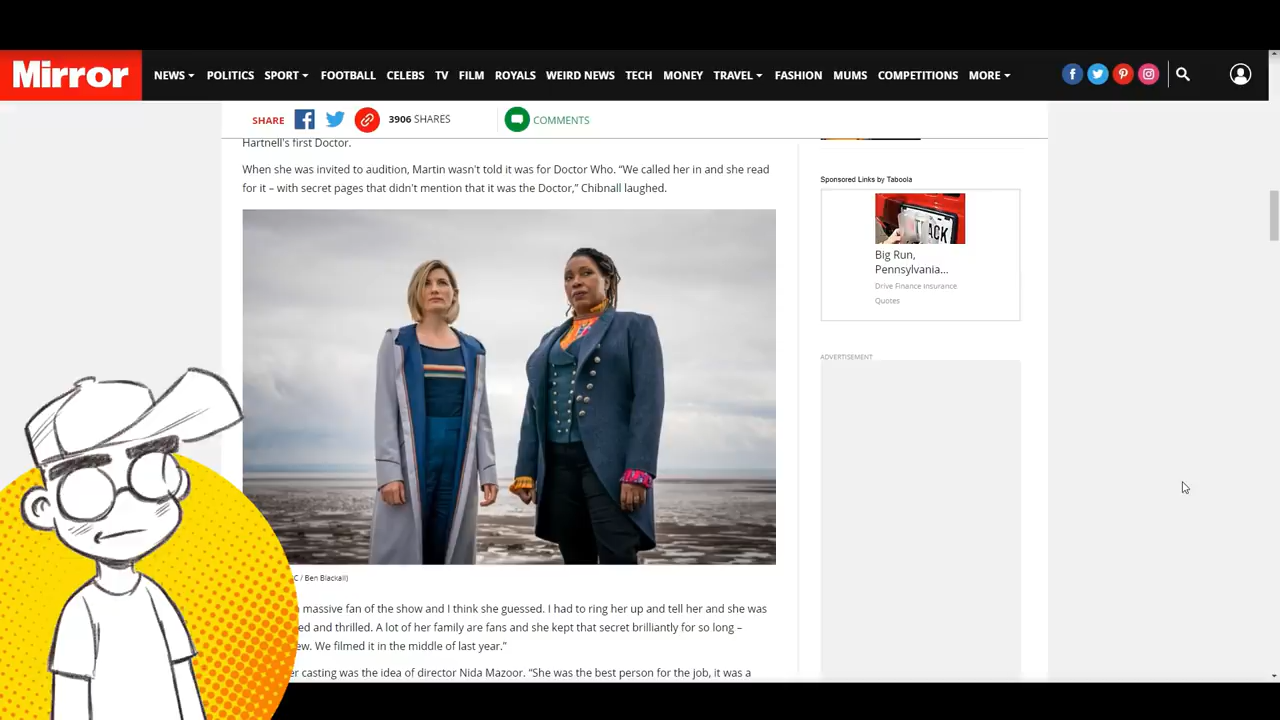 Mirror
NEWS POLITICS SPORT FOOTBALL CELEBS TV FILM ROYALS WEIRD NEWS TECH MONEY TRAVEL FASHION MUMS COMPETITIONS MORE
SHARE 3906 SHARES COMMENTS
Hartnell's first Doctor.
When she was invited to audition, Martin wasn't told it was for Doctor Who. “We called her in and she read
for it – with secret pages that didn't mention that it was the Doctor,” Chibnall laughed.
C / Ben Blackall)
massive fan of the show and I think she guessed. I had to ring her up and tell her and she was
ed and thrilled. A lot of her family are fans and she kept that secret brilliantly for so long –
ew. We filmed it in the middle of last year.”
er casting was the idea of director Nida Mazoor. “She was the best person for the job, it was a
Sponsored Links by Taboola
ACK
Big Run,
Pennsylvania...
Drive Finance Insurance
Quotes
ADVERTISEMENT